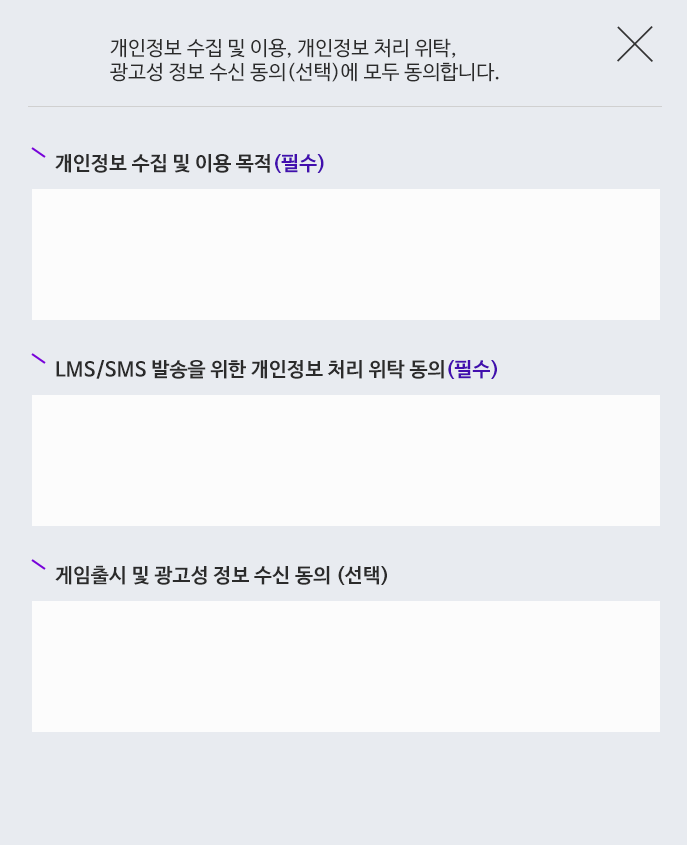 개인정보 수집 및 이용, 개인정보 처리 위탁,
광고성 정보 수신 동의(선택)에 모두 동의합니다.
개인정보 수집 및 이용 목적(필수)
LMS/SMS 발송을 위한 개인정보 처리 위탁 동의(필수)
게임출시 및 광고성 정보 수신 동의 (선택)